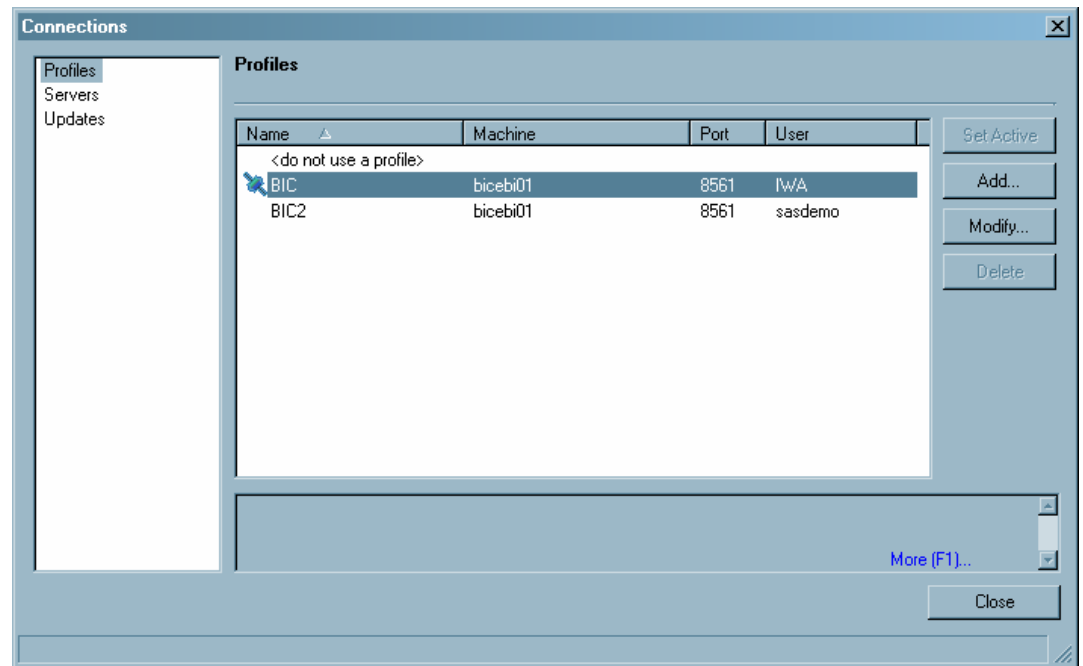 Connections
Profiles
Servers
Updates
Profiles
Name Machine Port User
<do not use a profile>
BIC bicebi01 8561 IWA
BIC2 bicebi01 8561 sasdemo
Set Active
Add...
Modify...
Delete
More (F1)...
Close